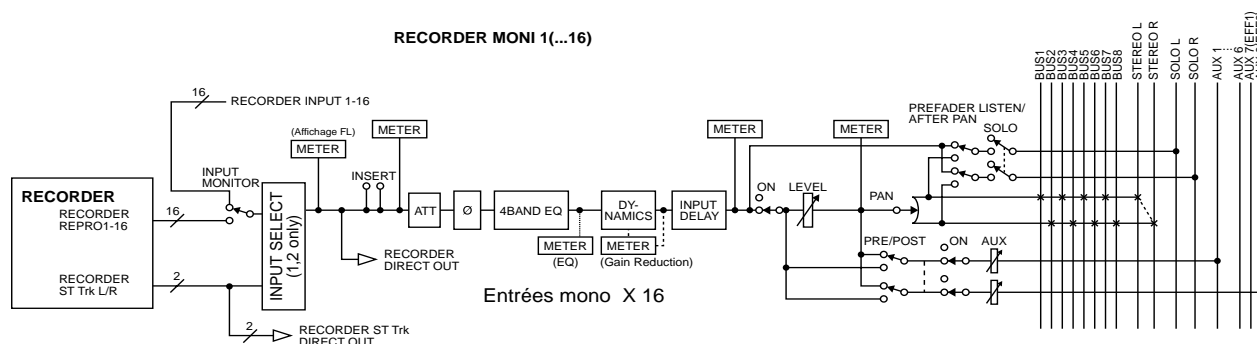 RECORDER MONI 1(...16)
16
RECORDER INPUT 1-16
INPUT
MONITOR
RECORDER
RECORDER
REPRO1-16
16
RECORDER
ST Trk L/R
2
INPUT SELECT
(1,2 only)
2
RECORDER ST Trk
DIRECT OUT
(Affichage FL)
METER
INSERT
METER
RECORDER
DIRECT OUT
ATT
Ø
4BAND EQ
METER
(EQ)
DY-
NAMICS
METER
(Gain Reduction)
INPUT
DELAY
Entrées mono X 16
METER
ON
LEVEL
METER
PAN
PREFADER LISTEN/
AFTER PAN
SOLO
PRE/POST
ON
AUX
BUS1
BUS2
BUS3
BUS4
BUS5
BUS6
BUS7
BUS8
STEREO L
STEREO R
SOLO L
SOLO R
AUX 1
...
AUX 6
AUX 7(EFF1)